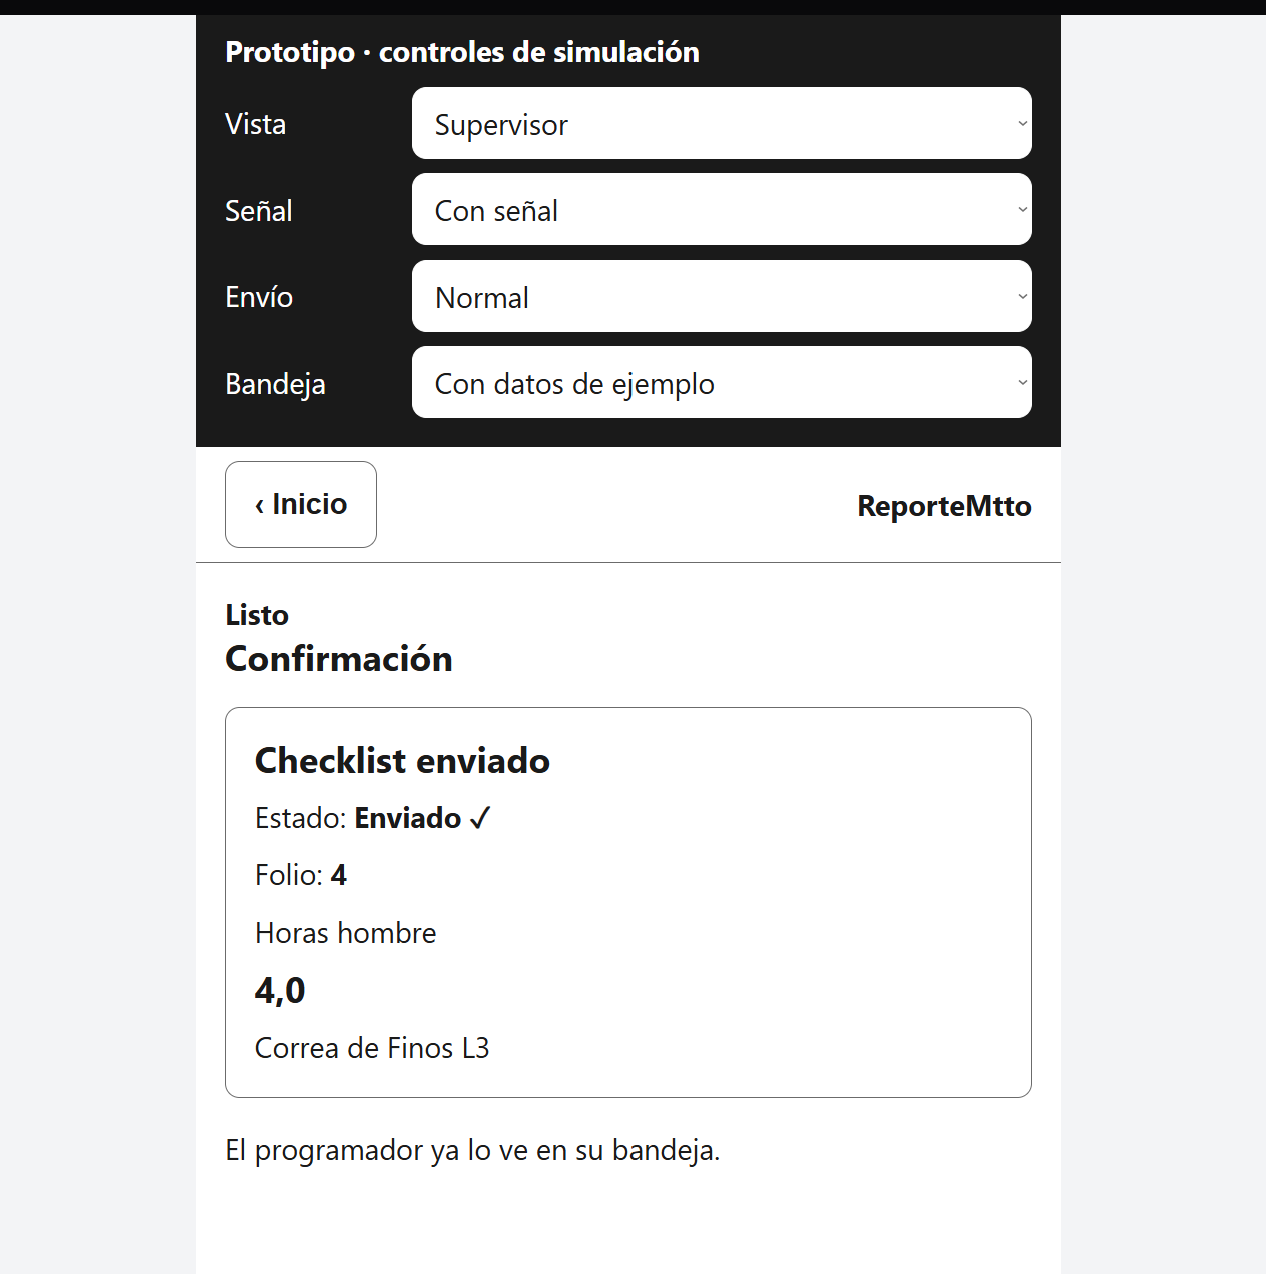 Prototipo · controles de simulación
Vista
Supervisor
Señal
Con señal
Envío
Normal
Bandeja
Con datos de ejemplo
‹ Inicio
ReporteMtto
Listo
Confirmación
Checklist enviado
Estado: Enviado ✓
Folio: 4
Horas hombre
4,0
Correa de Finos L3
El programador ya lo ve en su bandeja.